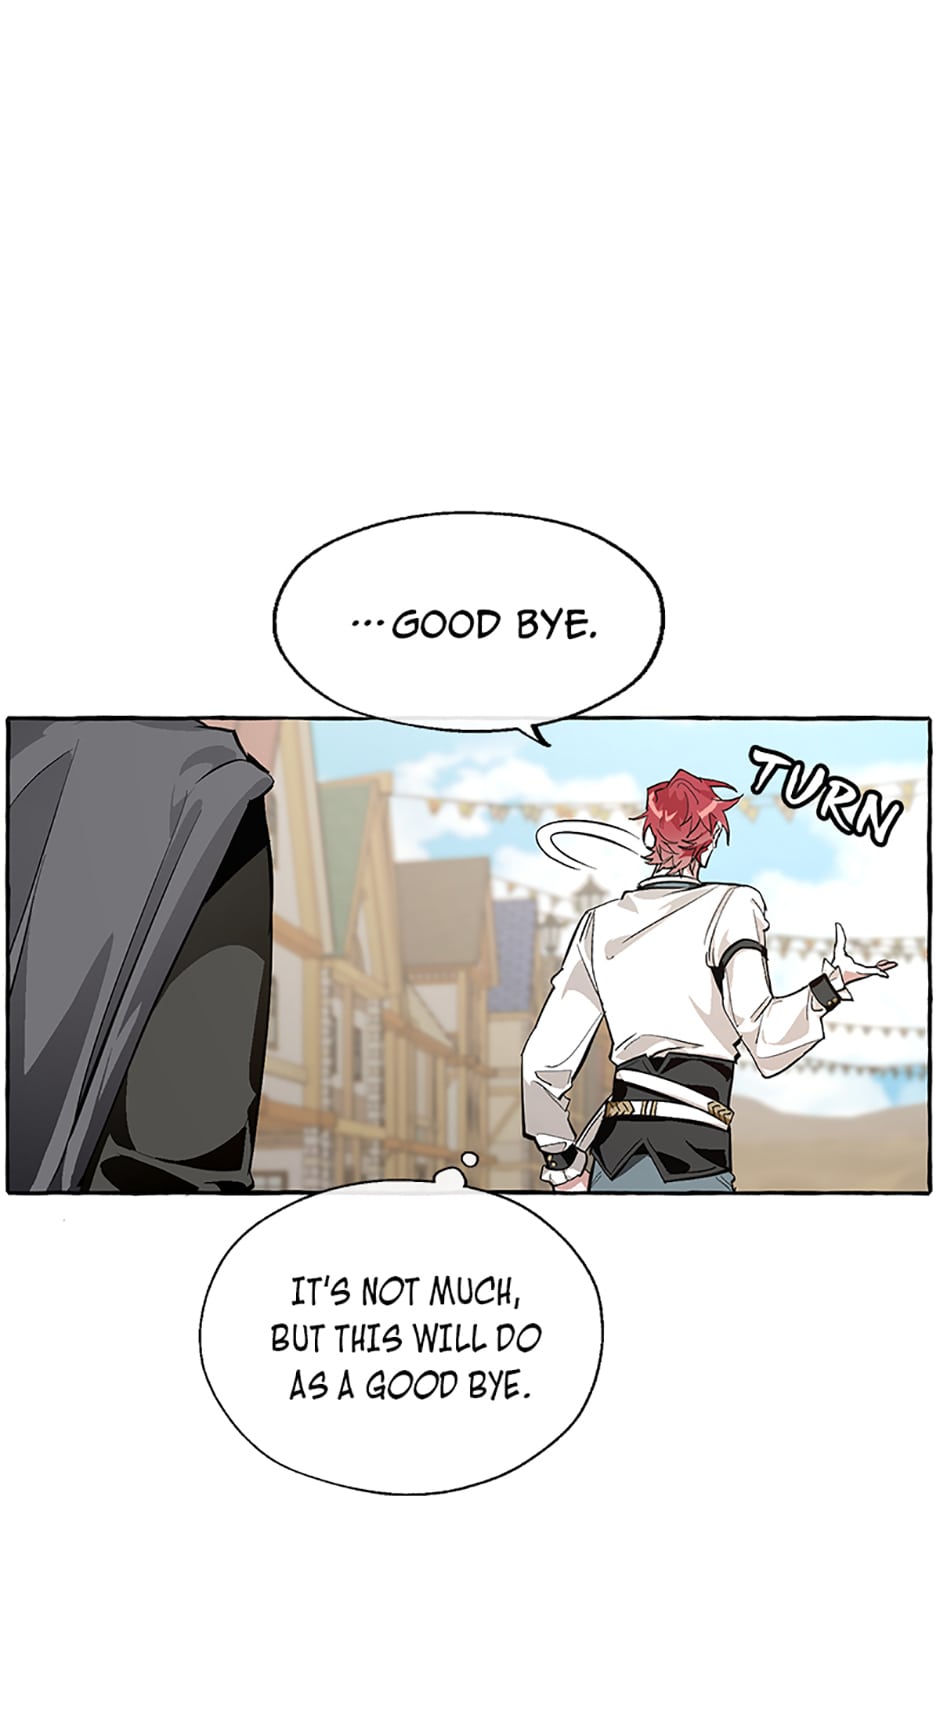 ...GOOD BYE.
TURN
IT'S NOT MUCH,
BUT THIS WILL DO
AS A GOOD BYE.